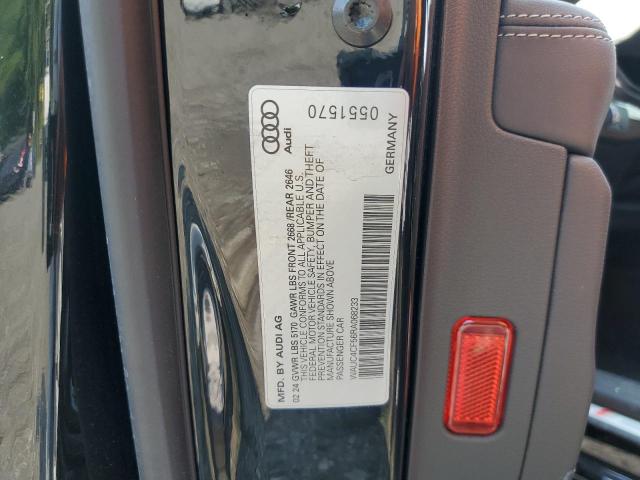 MFD. BY AUDI AG
02 24 GVWR LBS 5170 GAWR LBS FRONT 2668 /REAR 2646
THIS VEHICLE CONFORMS TO ALL APPLICABLE U.S.
FEDERAL MOTOR VEHICLE SAFETY, BUMPER AND THEFT
PREVENTION STANDARDS IN EFFECT ON THE DATE OF
MANUFACTURE SHOWN ABOVE
PASSENGER CAR
WAUC4CF56RA068233
GERMANY
Audi
0551570